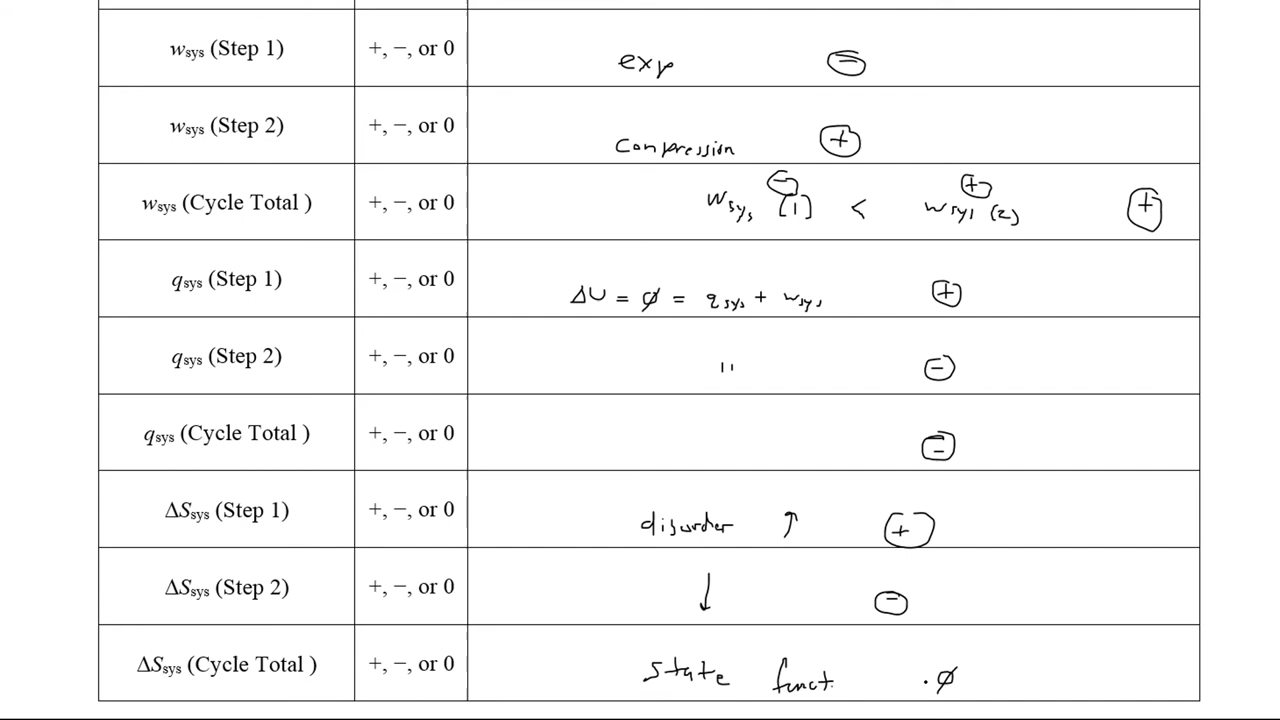 wsys (Step 1) +, −, or 0 exp −
wsys (Step 2) +, −, or 0 Compression +
− +
wsys (Cycle Total ) +, −, or 0 wsys (1) < wsys (2) +
qsys (Step 1) +, −, or 0 ΔU = ∅ = qsys + wsys +
qsys (Step 2) +, −, or 0 " −
qsys (Cycle Total ) +, −, or 0 −
ΔSsys (Step 1) +, −, or 0 disorder ↑ +
ΔSsys (Step 2) +, −, or 0 ↓ −
ΔSsys (Cycle Total ) +, −, or 0 state funct. ∅